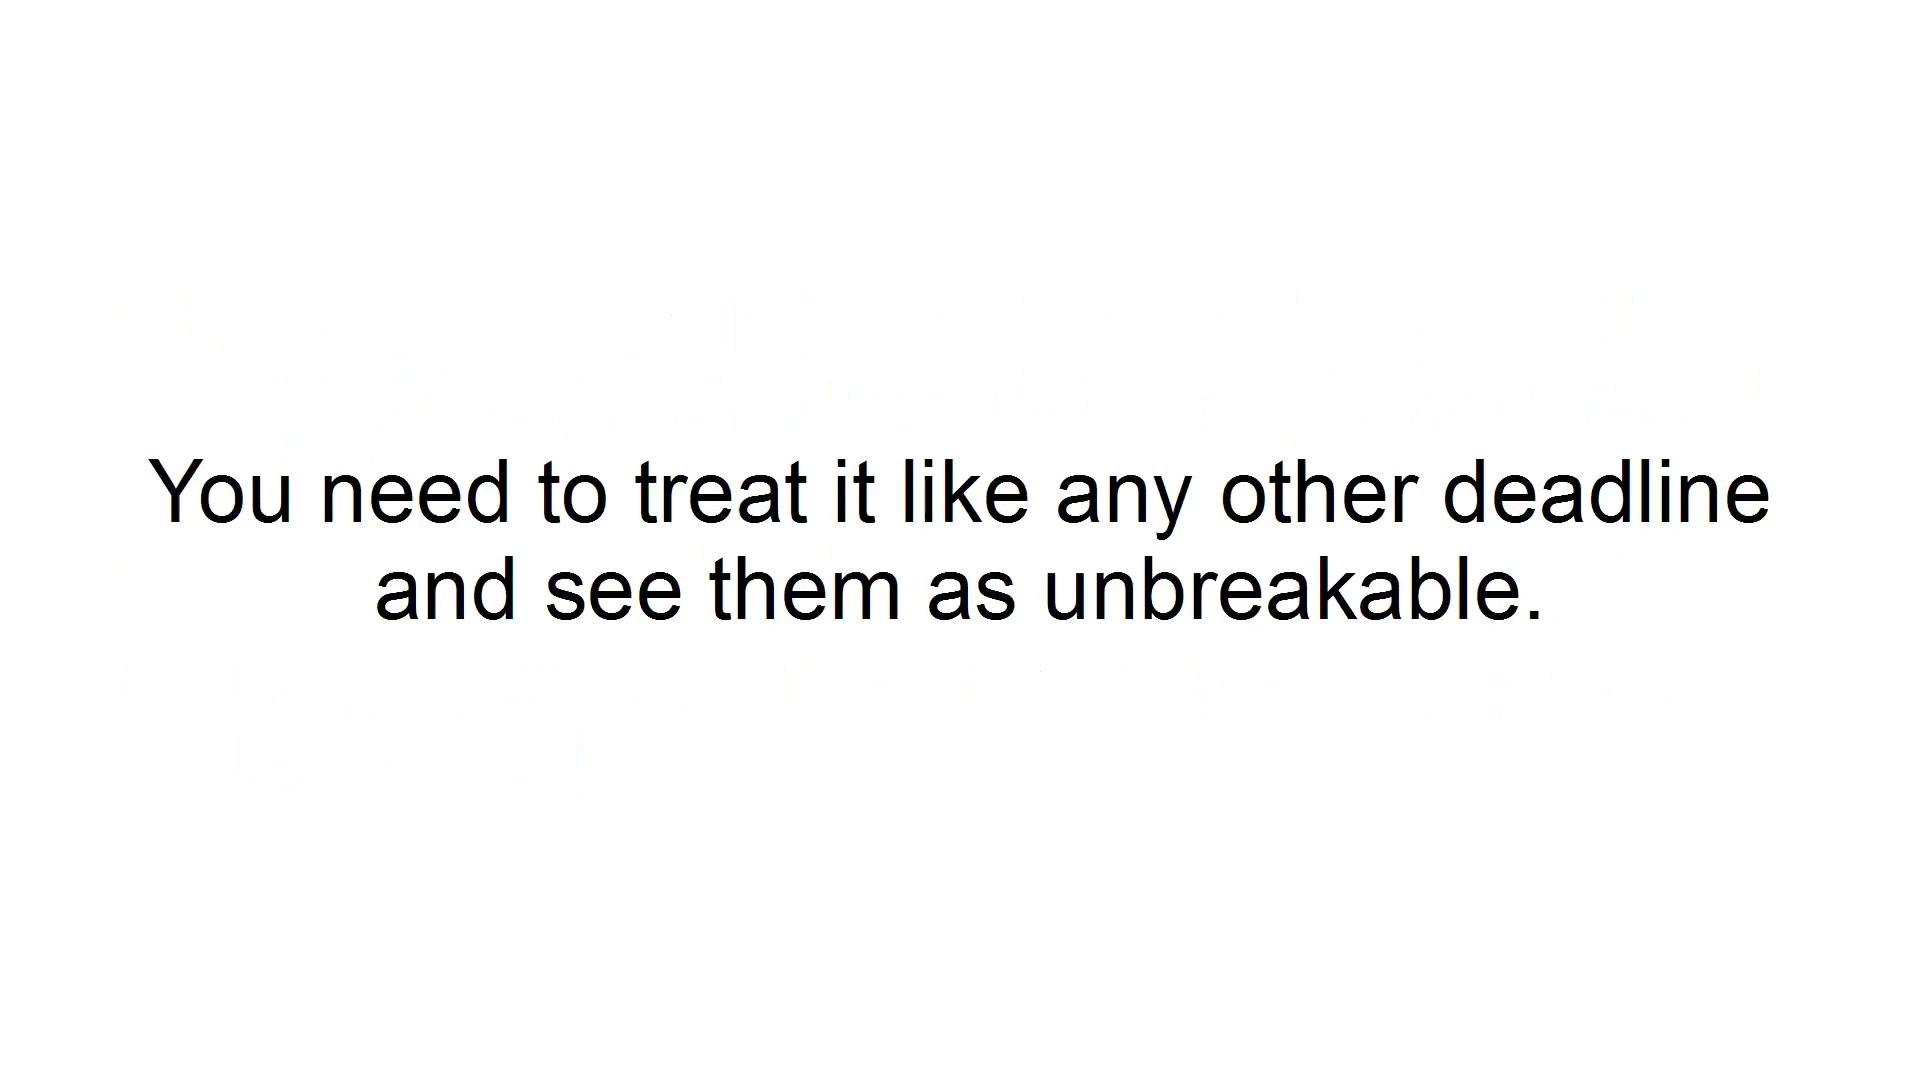 You need to treat it like any other deadline
and see them as unbreakable.